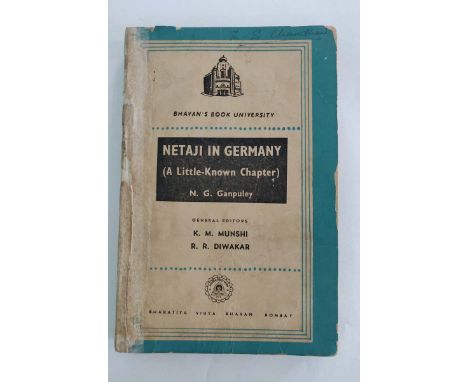 BHAVAN'S BOOK UNIVERSITY
NETAJI IN GERMANY
(A Little-Known Chapter)
N. G. Ganpuley
GENERAL EDITORS
K. M. MUNSHI
R. R. DIWAKAR
BHARATIYA VIDYA BHAVAN BOMBAY